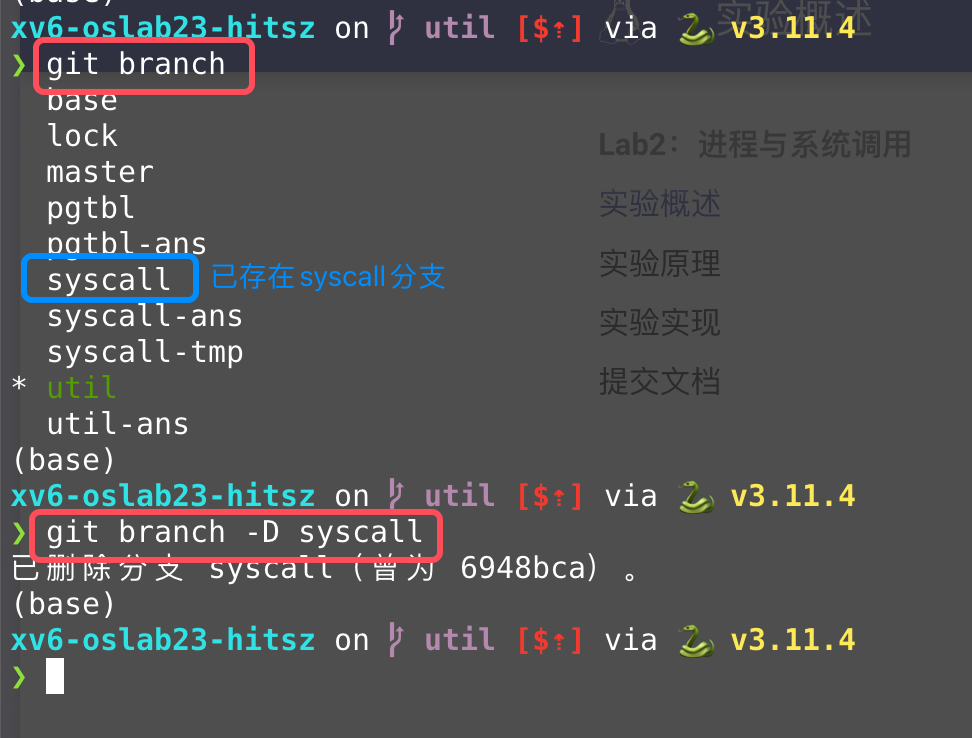 (base)
xv6-oslab23-hitsz on util [$⇡] via 🐍 v3.11.4
实验概述
❯ git branch
base
lock
Lab2：进程与系统调用
master
pgtbl
实验概述
pgtbl-ans
实验原理
syscall 已存在syscall分支
syscall-ans
实验实现
syscall-tmp
* util
提交文档
util-ans
(base)
xv6-oslab23-hitsz on util [$⇡] via 🐍 v3.11.4
❯ git branch -D syscall
已删除分支 syscall（曾为 6948bca）。
(base)
xv6-oslab23-hitsz on util [$⇡] via 🐍 v3.11.4
❯